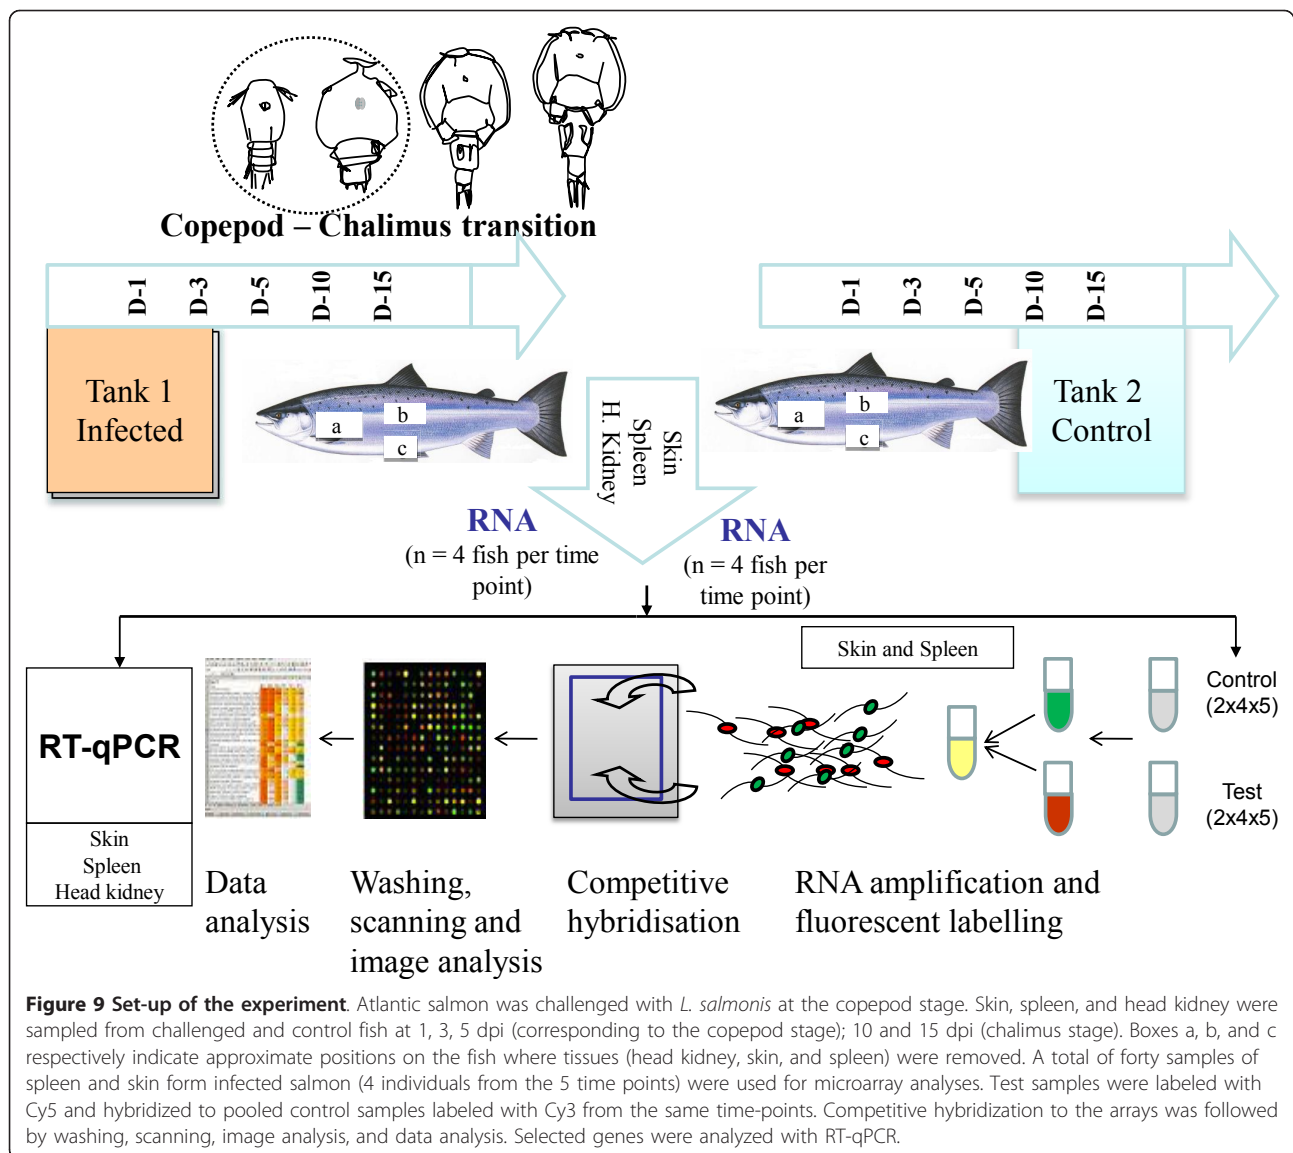 Copepod – Chalimus transition
D-1 D-3 D-5 D-10 D-15
D-1 D-3 D-5 D-10 D-15
Tank 1
Infected
a
b
c
Skin
Spleen
H. Kidney
a
b
c
Tank 2
Control
RNA
(n = 4 fish per time
point)
RNA
(n = 4 fish per
time point)
RT-qPCR
Skin
Spleen
Head kidney
Skin and Spleen
Control
(2x4x5)
Test
(2x4x5)
Data
analysis
Washing,
scanning and
image analysis
Competitive
hybridisation
RNA amplification and
fluorescent labelling
Figure 9 Set-up of the experiment. Atlantic salmon was challenged with L. salmonis at the copepod stage. Skin, spleen, and head kidney were
sampled from challenged and control fish at 1, 3, 5 dpi (corresponding to the copepod stage); 10 and 15 dpi (chalimus stage). Boxes a, b, and c
respectively indicate approximate positions on the fish where tissues (head kidney, skin, and spleen) were removed. A total of forty samples of
spleen and skin form infected salmon (4 individuals from the 5 time points) were used for microarray analyses. Test samples were labeled with
Cy5 and hybridized to pooled control samples labeled with Cy3 from the same time-points. Competitive hybridization to the arrays was followed
by washing, scanning, image analysis, and data analysis. Selected genes were analyzed with RT-qPCR.